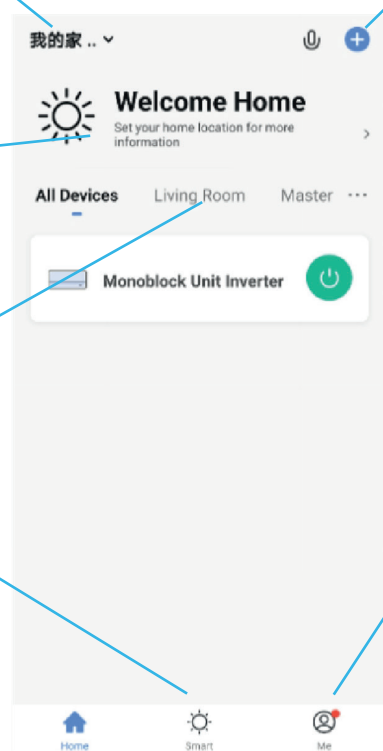 我的家 ..
Welcome Home
Set your home location for more
information
All Devices Living Room Master ...
Monoblock Unit Inverter
Home Smart Me